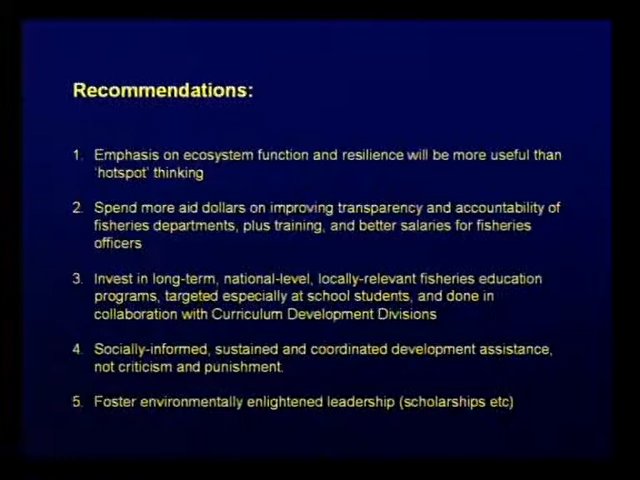 Recommendations:
1. Emphasis on ecosystem function and resilience will be more useful than
'hotspot' thinking
2. Spend more aid dollars on improving transparency and accountability of
fisheries departments, plus training, and better salaries for fisheries
officers
3. Invest in long-term, national-level, locally-relevant fisheries education
programs, targeted especially at school students, and done in
collaboration with Curriculum Development Divisions
4. Socially-informed, sustained and coordinated development assistance,
not criticism and punishment.
5. Foster environmentally enlightened leadership (scholarships etc)